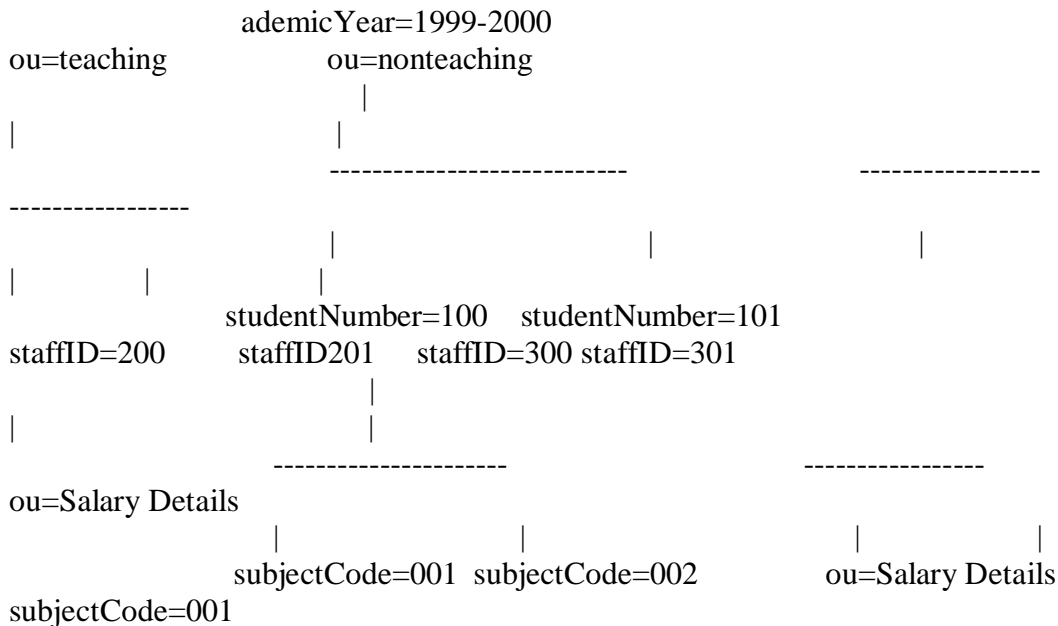 ademicYear=1999-2000
ou=teaching ou=nonteaching
|
| |
---------------------------- -----------------
-----------------
| | |
| | |
studentNumber=100 studentNumber=101
staffID=200 staffID201 staffID=300 staffID=301
|
| |
---------------------- -----------------
ou=Salary Details
| | | |
subjectCode=001 subjectCode=002 ou=Salary Details
subjectCode=001